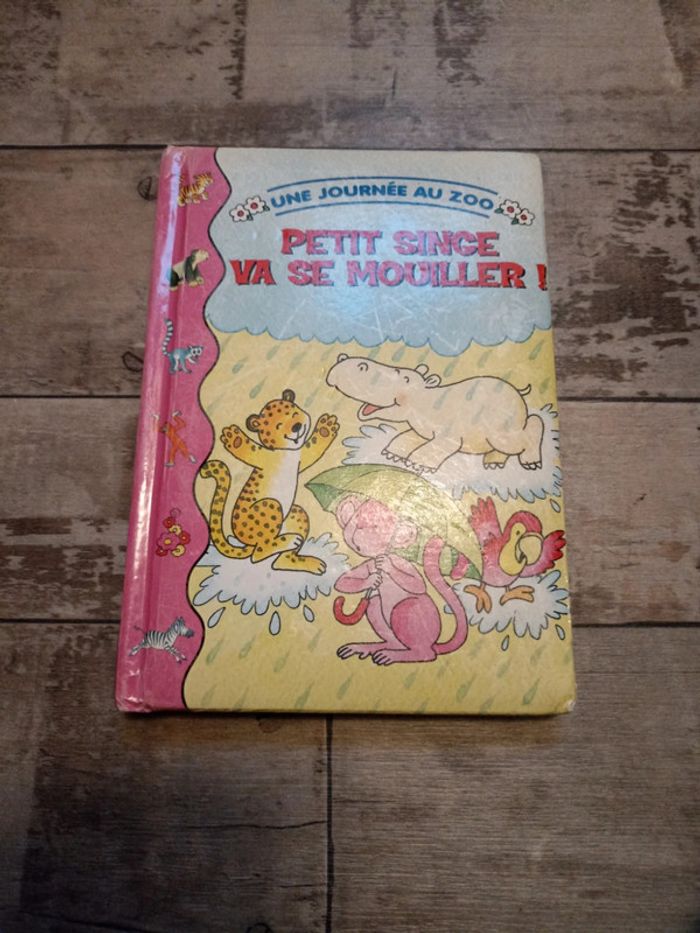 UNE JOURNÉE AU ZOO
PETIT SINGE
VA SE MOUILLER !